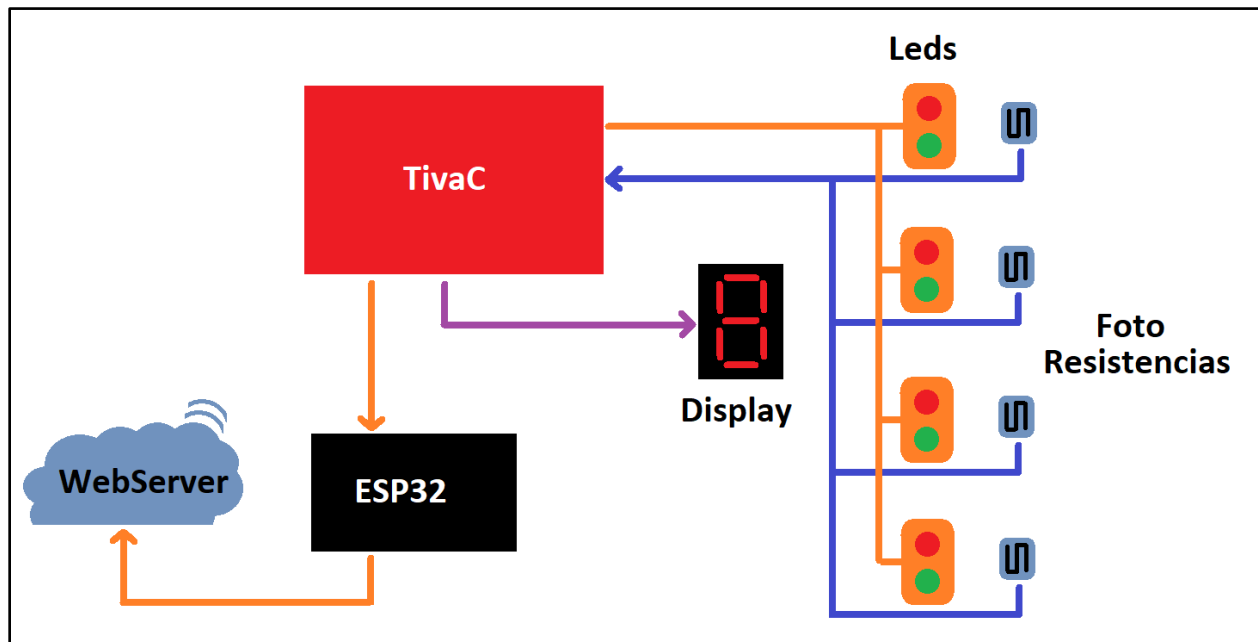 Leds
TivaC
Foto
Resistencias
Display
WebServer
ESP32